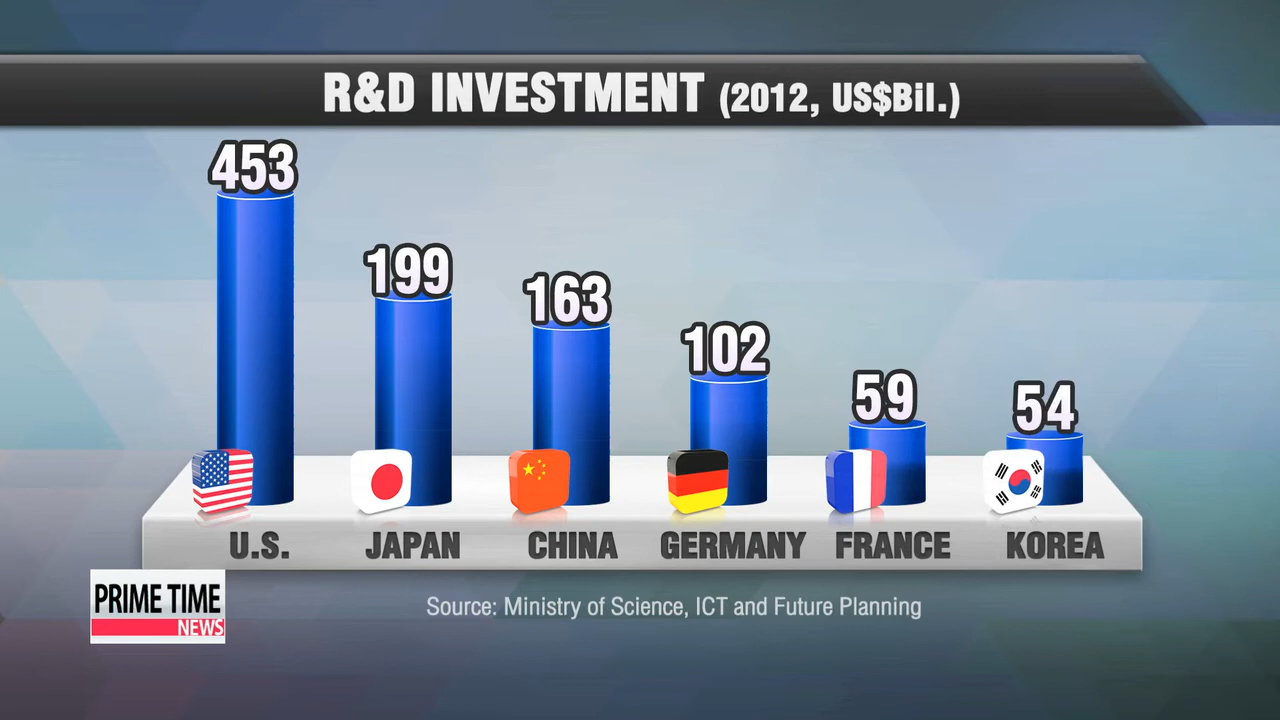 R&D INVESTMENT (2012, US$Bil.)
453
199
163
102
59
54
U.S.
JAPAN
CHINA
GERMANY
FRANCE
KOREA
PRIME TIME
NEWS
Source: Ministry of Science, ICT and Future Planning